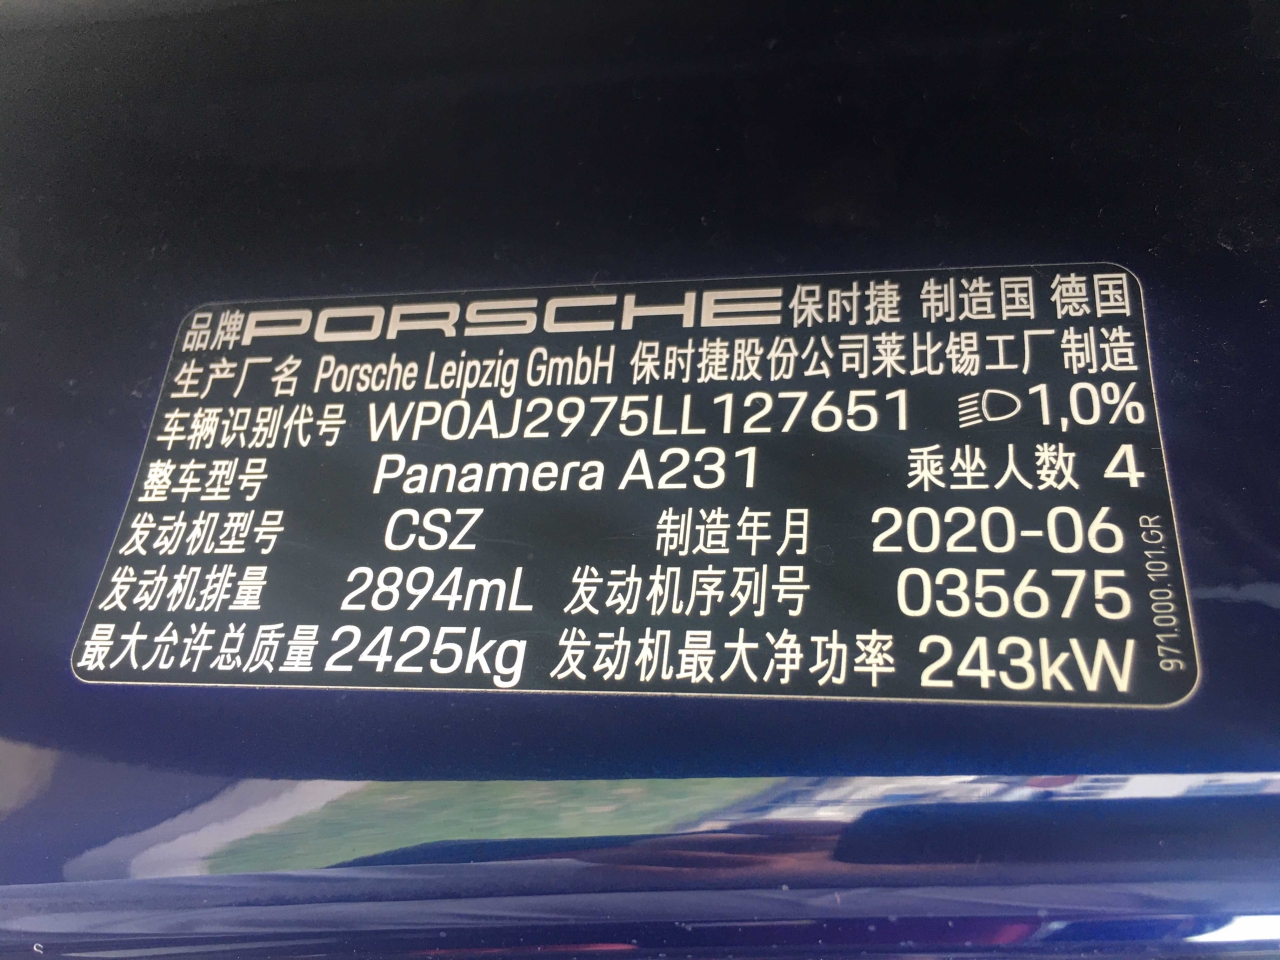 品牌PORSCHE保时捷 制造国 德国
生产厂名 Porsche Leipzig GmbH 保时捷股份公司莱比锡工厂制造
车辆识别代号 WP0AJ2975LL127651 1,0%
整车型号 Panamera A231 乘坐人数 4
发动机型号 CSZ 制造年月 2020-06
发动机排量 2894mL 发动机序列号 035675
最大允许总质量 2425kg 发动机最大净功率 243kW
971.000.101.GR